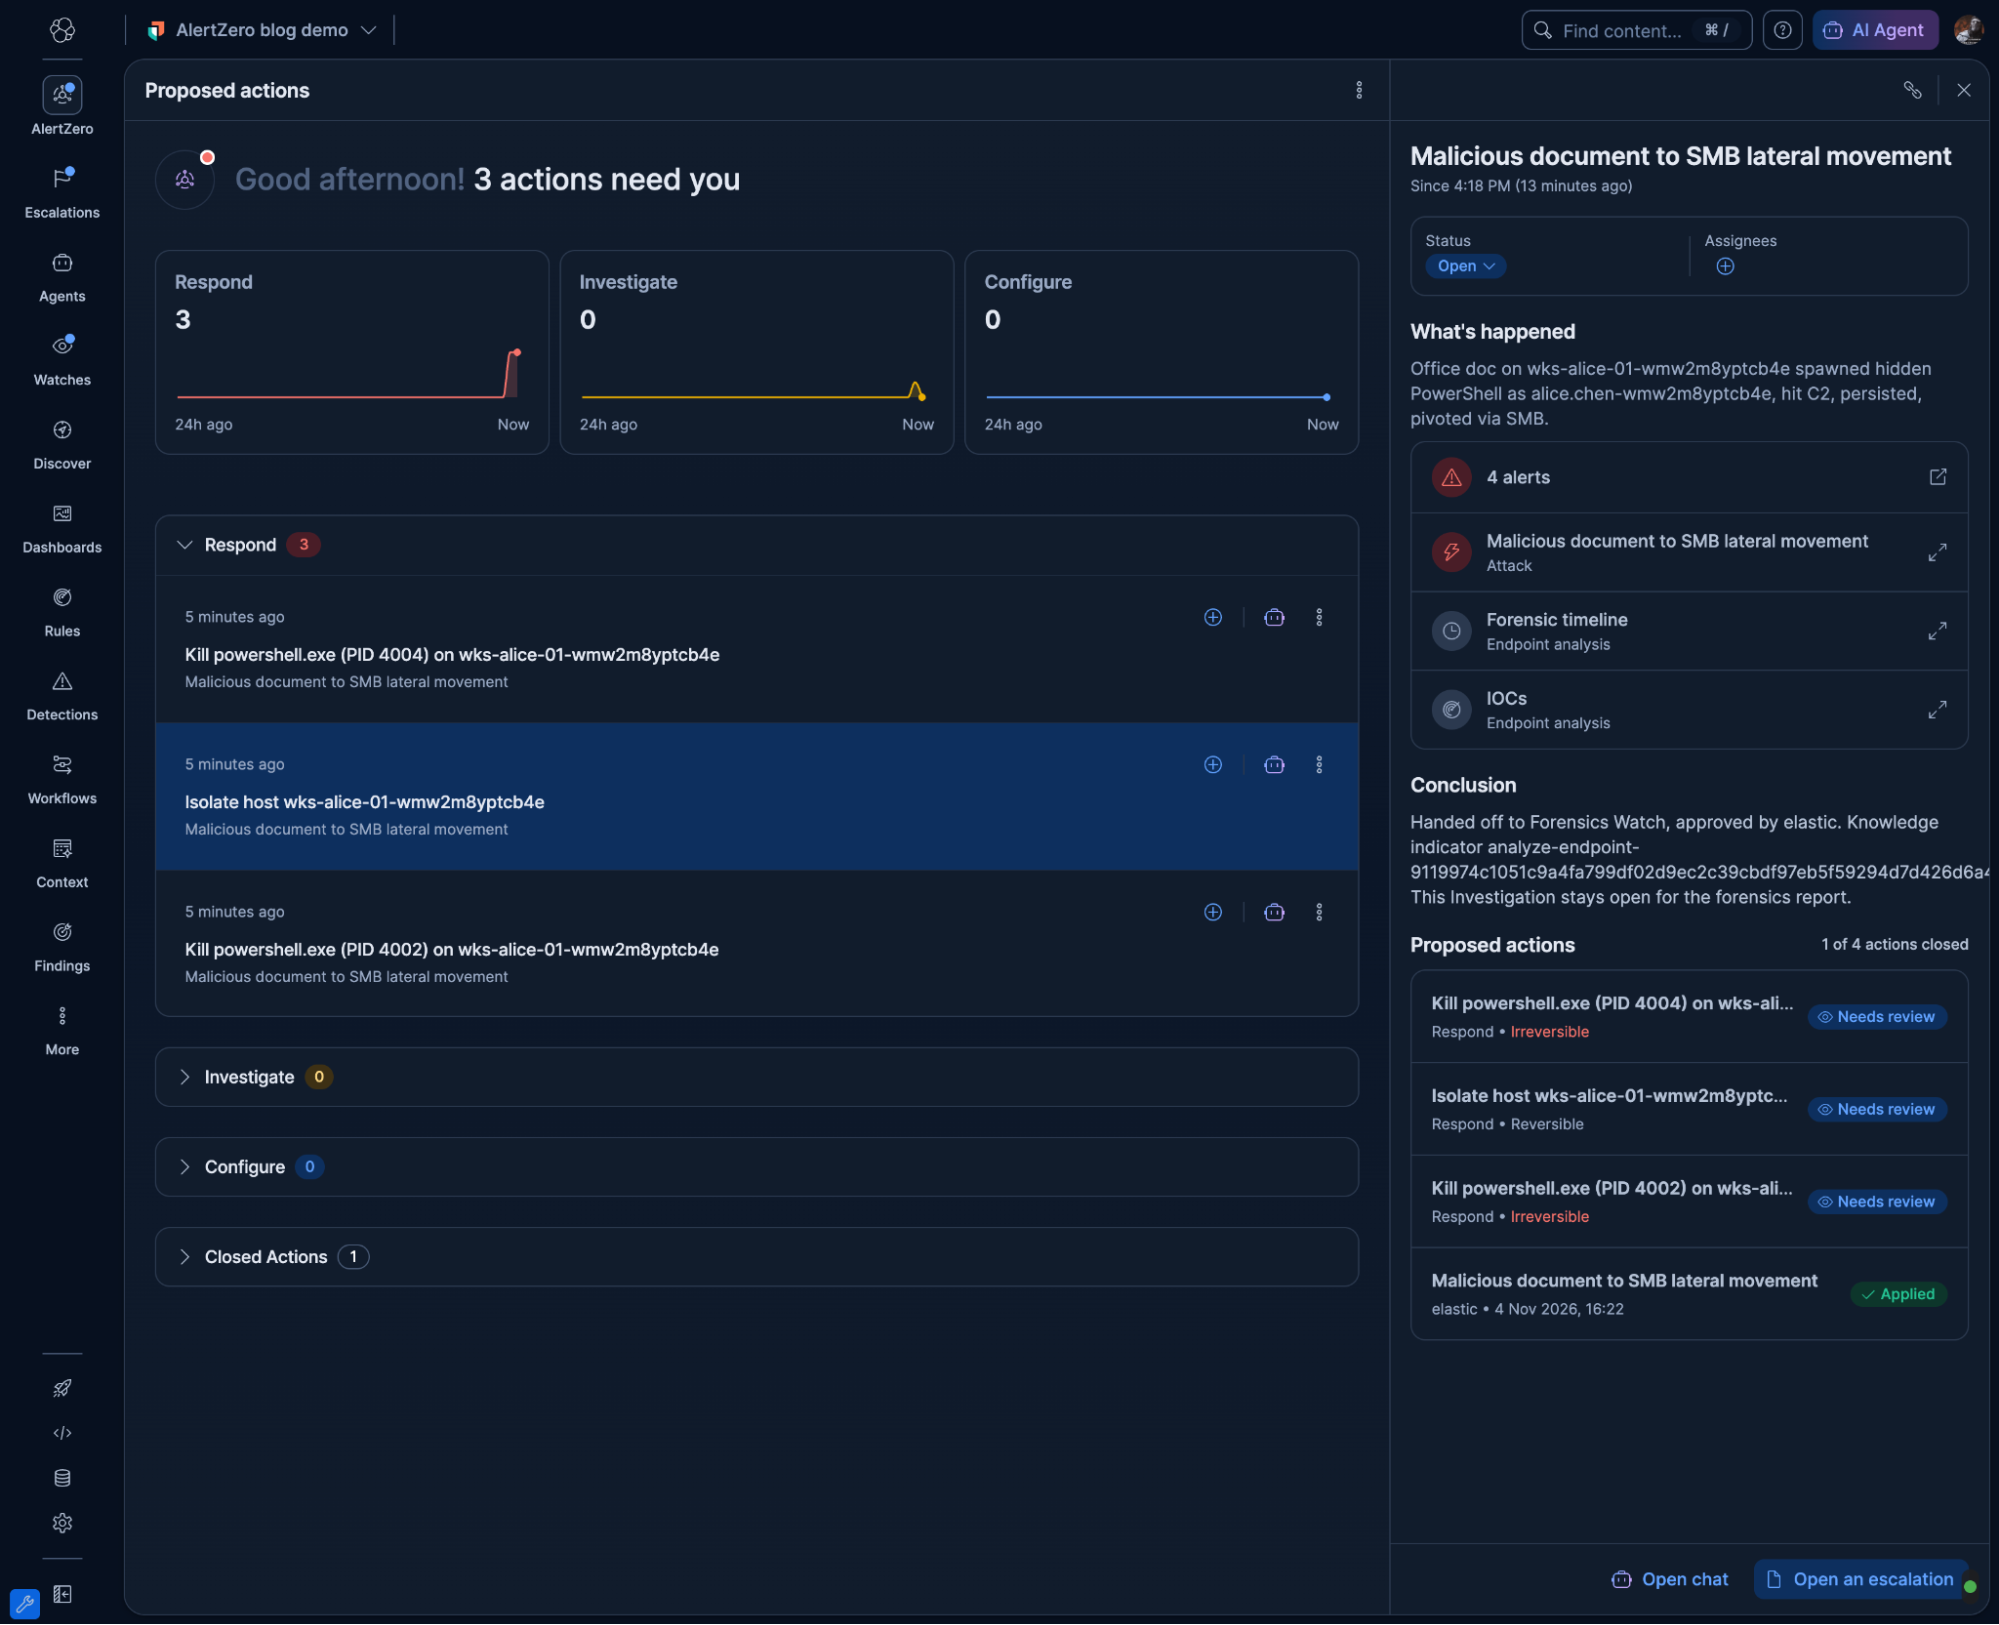 AlertZero blog demo
Find content... ⌘ /
AI Agent
AlertZero
Escalations
Agents
Watches
Discover
Dashboards
Rules
Detections
Workflows
Context
Findings
More
Proposed actions
Good afternoon! 3 actions need you
Respond
3
24h ago Now
Investigate
0
24h ago Now
Configure
0
24h ago Now
Respond 3
5 minutes ago
Kill powershell.exe (PID 4004) on wks-alice-01-wmw2m8yptcb4e
Malicious document to SMB lateral movement
5 minutes ago
Isolate host wks-alice-01-wmw2m8yptcb4e
Malicious document to SMB lateral movement
5 minutes ago
Kill powershell.exe (PID 4002) on wks-alice-01-wmw2m8yptcb4e
Malicious document to SMB lateral movement
Investigate 0
Configure 0
Closed Actions 1
Malicious document to SMB lateral movement
Since 4:18 PM (13 minutes ago)
Status
Open
Assignees
What's happened
Office doc on wks-alice-01-wmw2m8yptcb4e spawned hidden
PowerShell as alice.chen-wmw2m8yptcb4e, hit C2, persisted,
pivoted via SMB.
4 alerts
Malicious document to SMB lateral movement
Attack
Forensic timeline
Endpoint analysis
IOCs
Endpoint analysis
Conclusion
Handed off to Forensics Watch, approved by elastic. Knowledge
indicator analyze-endpoint-
9119974c1051c9a4fa799df02d9ec2c39cbdf97eb5f59294d7d426d6a4
This Investigation stays open for the forensics report.
Proposed actions 1 of 4 actions closed
Kill powershell.exe (PID 4004) on wks-ali...
Respond • Irreversible
Needs review
Isolate host wks-alice-01-wmw2m8yptc...
Respond • Reversible
Needs review
Kill powershell.exe (PID 4002) on wks-ali...
Respond • Irreversible
Needs review
Malicious document to SMB lateral movement
elastic • 4 Nov 2026, 16:22
Applied
Open chat
Open an escalation